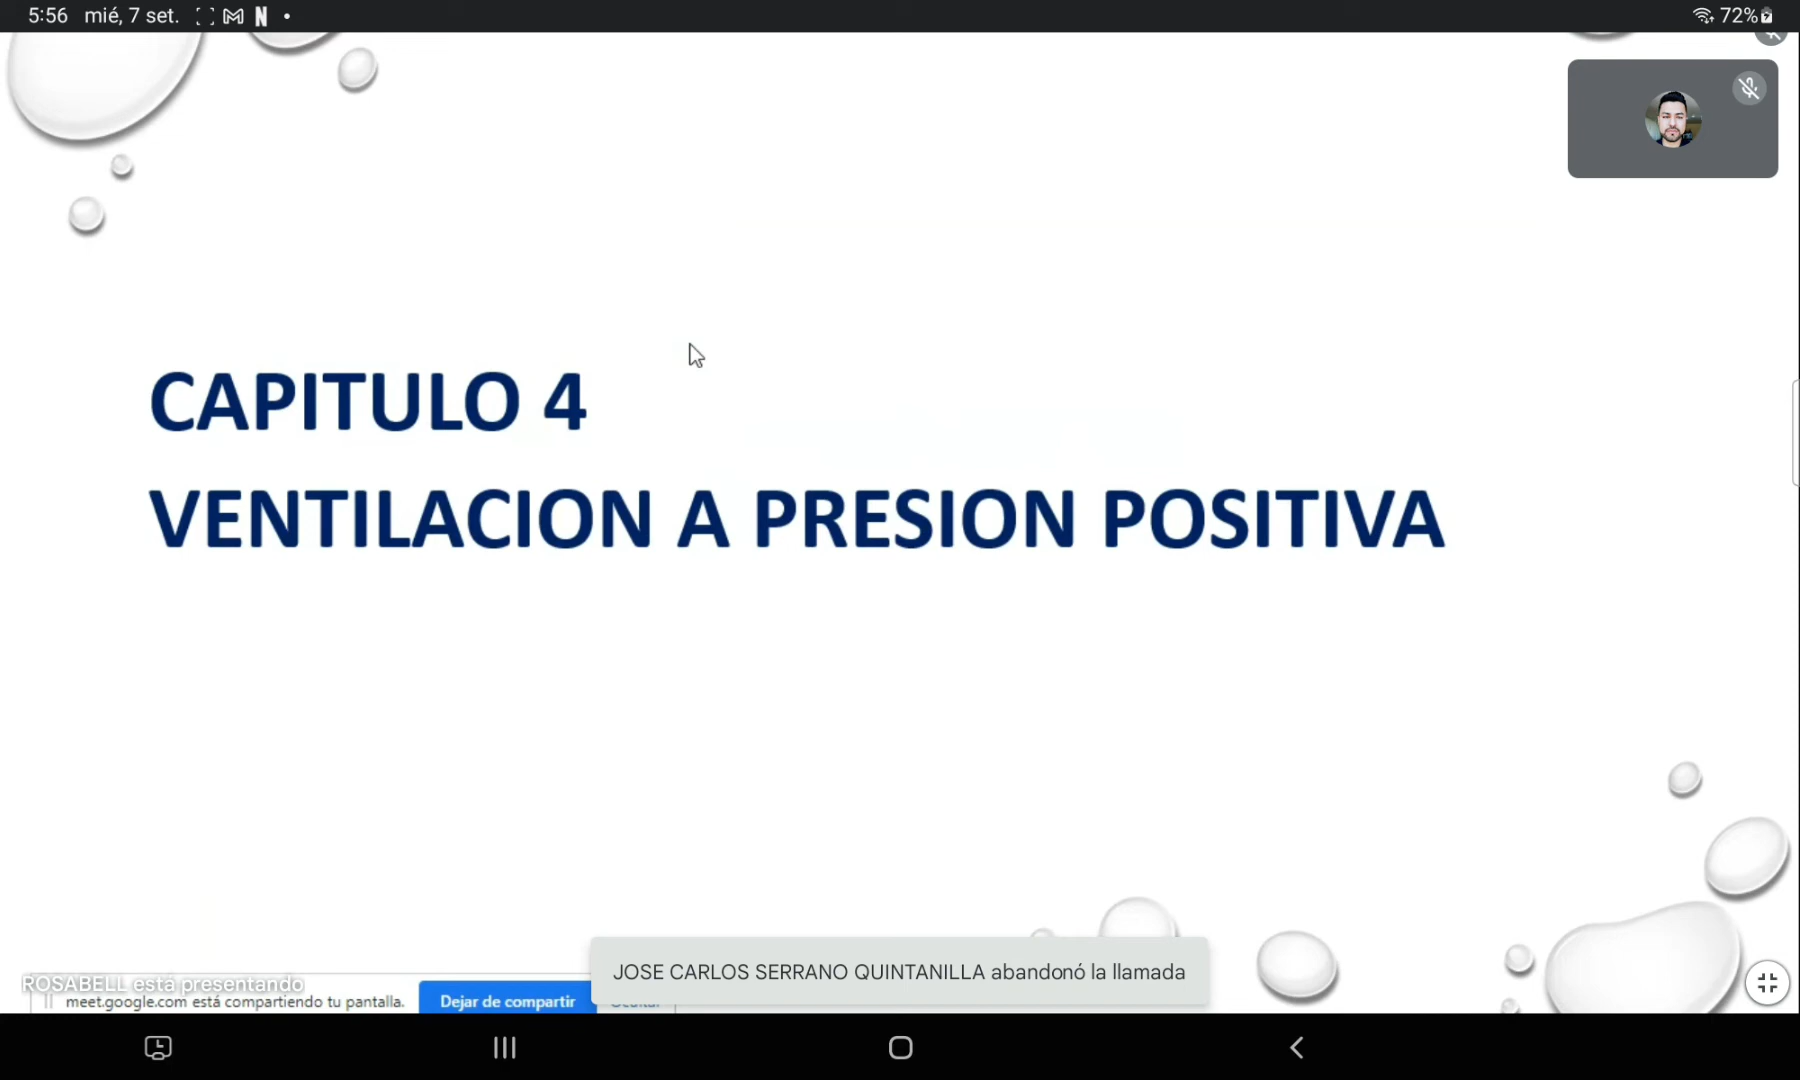 5:56 mié, 7 set.
72%
CAPITULO 4
VENTILACION A PRESION POSITIVA
JOSE CARLOS SERRANO QUINTANILLA abandonó la llamada
ROSABELL está presentando
meet.google.com está compartiendo tu pantalla.
Dejar de compartir
Ocultar